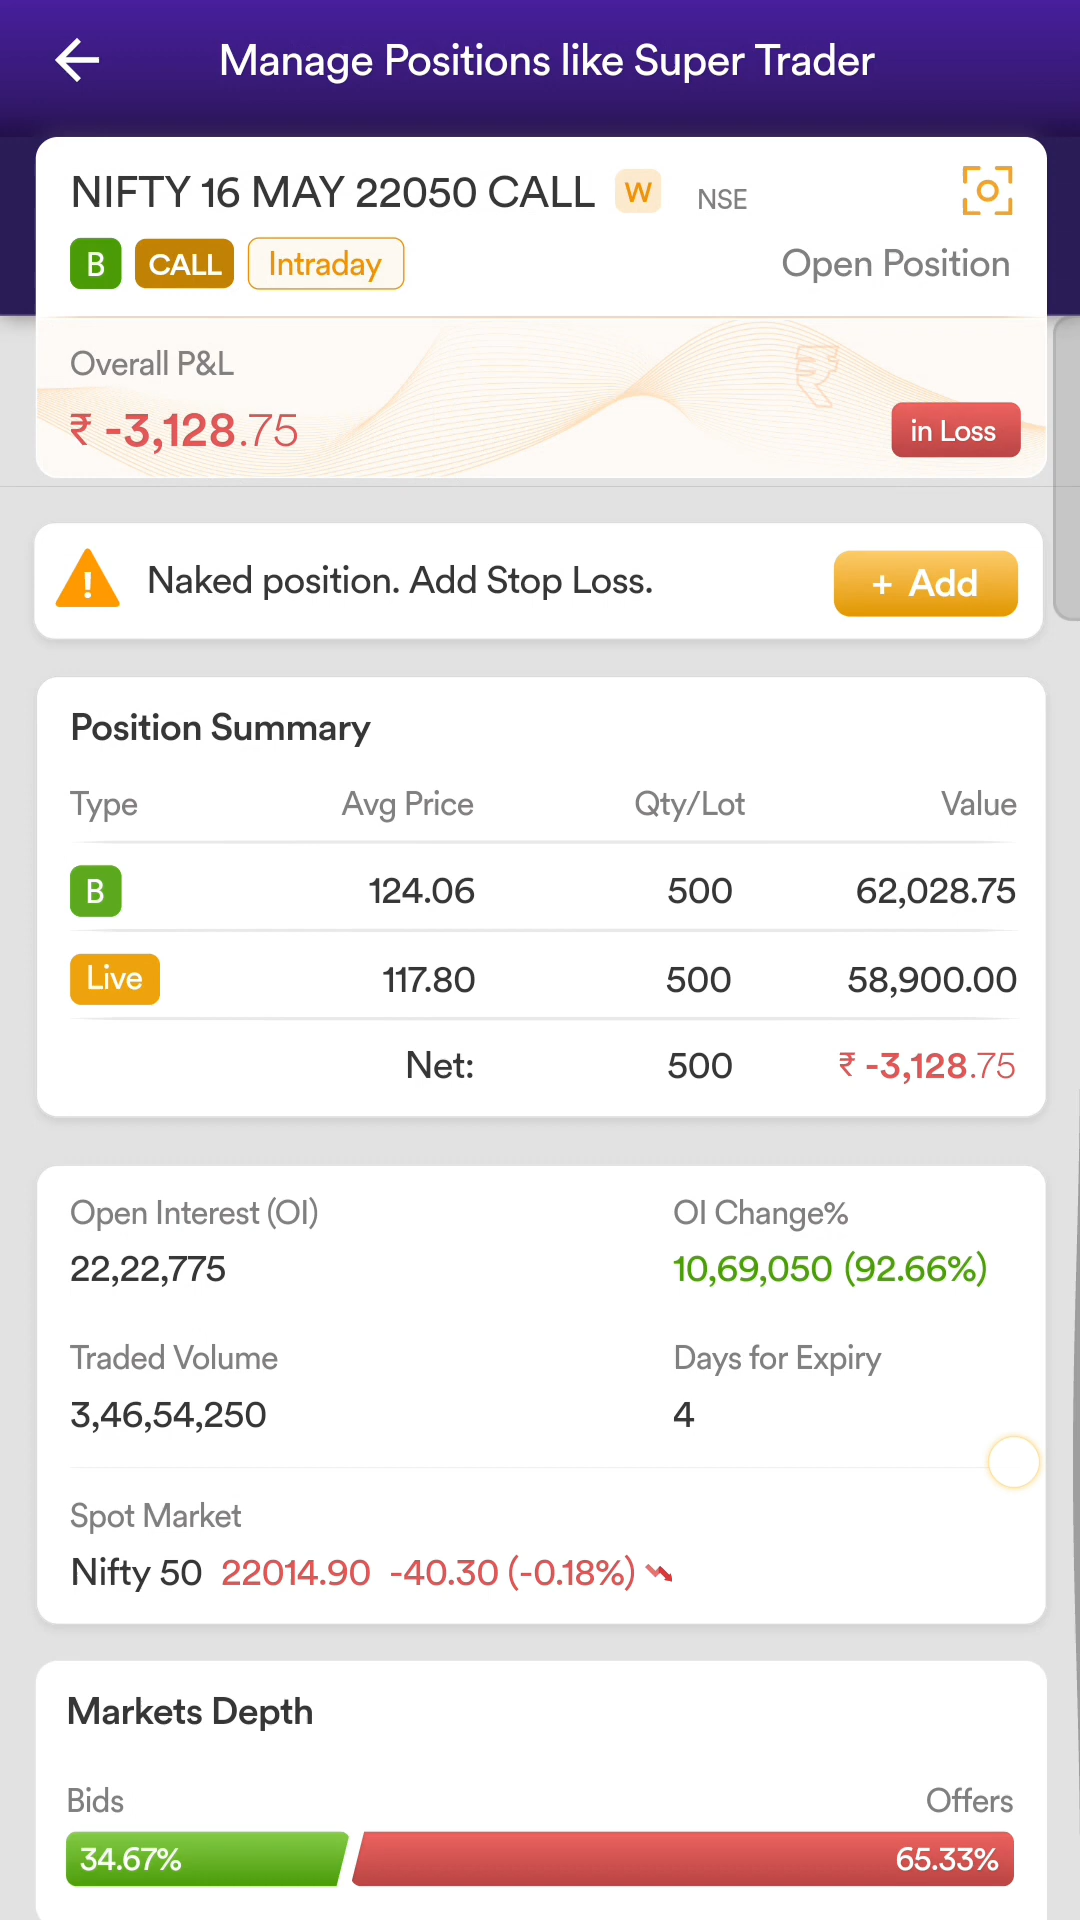 Manage Positions like Super Trader
NIFTY 16 MAY 22050 CALL W NSE
B CALL Intraday Open Position
Overall P&L
₹ -3,128.75 in Loss
! Naked position. Add Stop Loss. + Add
Position Summary
Type Avg Price Qty/Lot Value
B 124.06 500 62,028.75
Live 117.80 500 58,900.00
Net: 500 ₹ -3,128.75
Open Interest (OI) OI Change%
22,22,775 10,69,050 (92.66%)
Traded Volume Days for Expiry
3,46,54,250 4
Spot Market
Nifty 50 22014.90 -40.30 (-0.18%)
Markets Depth
Bids Offers
34.67% 65.33%